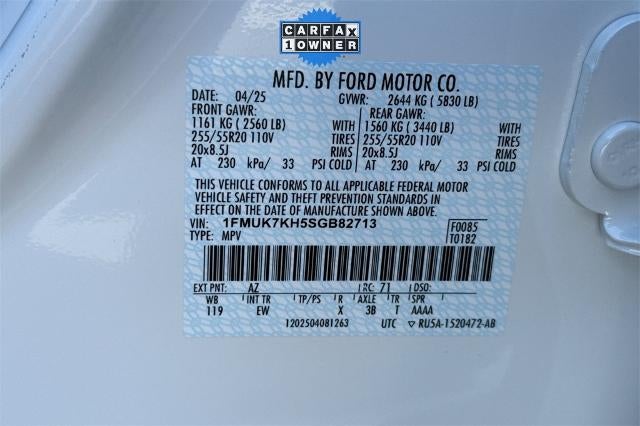 CARFAX
1 OWNER
MFD. BY FORD MOTOR CO.
DATE: 04/25 GVWR: 2644 KG ( 5830 LB)
FRONT GAWR: REAR GAWR:
1161 KG ( 2560 LB) WITH 1560 KG ( 3440 LB) WITH
255/55R20 110V TIRES 255/55R20 110V TIRES
20x8.5J RIMS 20x8.5J RIMS
AT 230 kPa/ 33 PSI COLD AT 230 kPa/ 33 PSI COLD
THIS VEHICLE CONFORMS TO ALL APPLICABLE FEDERAL MOTOR
VEHICLE SAFETY AND THEFT PREVENTION STANDARDS IN
EFFECT ON THE DATE OF MANUFACTURE SHOWN ABOVE.
VIN: 1FMUK7KH5SGB82713 F0085
TYPE: MPV T0182
EXT PNT: AZ RC: 71 DSO:
WB INT TR TP/PS R AXLE TR SPR
119 EW X 3B T AAAA
1202504081263 UTC RU5A-1520472-AB